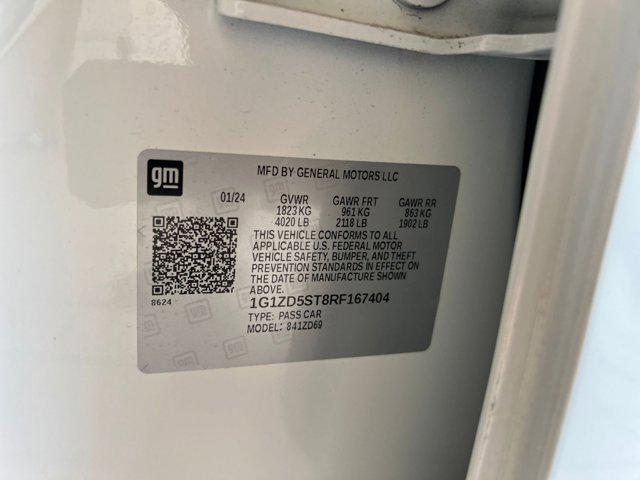 gm
MFD BY GENERAL MOTORS LLC
01/24 GVWR GAWR FRT GAWR RR
1823 KG 961 KG 863 KG
4020 LB 2118 LB 1902 LB
THIS VEHICLE CONFORMS TO ALL
APPLICABLE U.S. FEDERAL MOTOR
VEHICLE SAFETY, BUMPER, AND THEFT
PREVENTION STANDARDS IN EFFECT ON
THE DATE OF MANUFACTURE SHOWN
ABOVE.
8624
1G1ZD5ST8RF167404
TYPE: PASS CAR
MODEL: 841ZD69